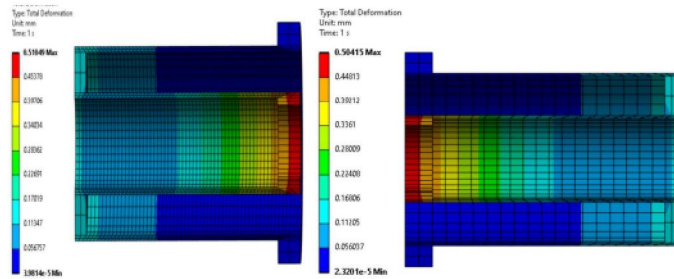 Type: Total Deformation
Unit: mm
Time: 1 s
0.51049 Max
0.45378
0.39706
0.34034
0.28362
0.22691
0.17019
0.11347
0.056757
3.9814e-5 Min
Type: Total Deformation
Unit: mm
Time: 1 s
0.50415 Max
0.44813
0.39212
0.3361
0.28009
0.22408
0.16806
0.11205
0.056037
2.3201e-5 Min